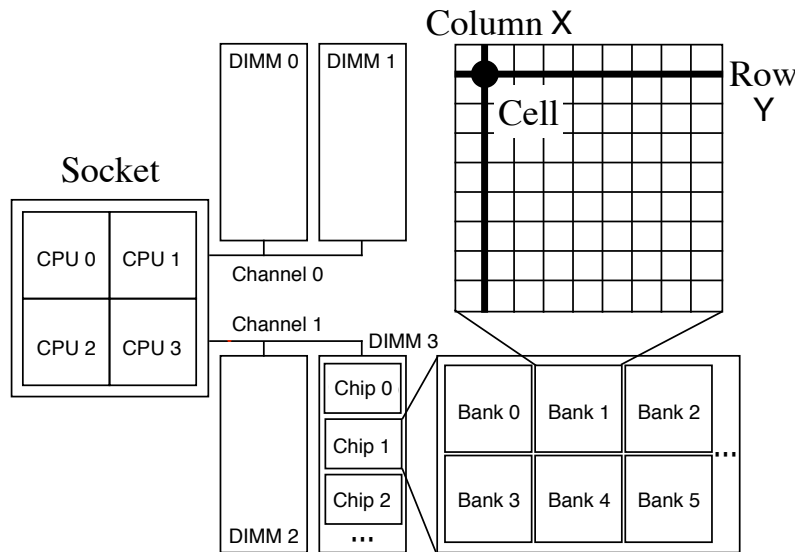 Column X
DIMM 0
DIMM 1
Row
Y
Cell
Socket
CPU 0
CPU 1
Channel 0
CPU 2
CPU 3
Channel 1
DIMM 3
Chip 0
Chip 1
Chip 2
...
DIMM 2
Bank 0
Bank 1
Bank 2
...
Bank 3
Bank 4
Bank 5